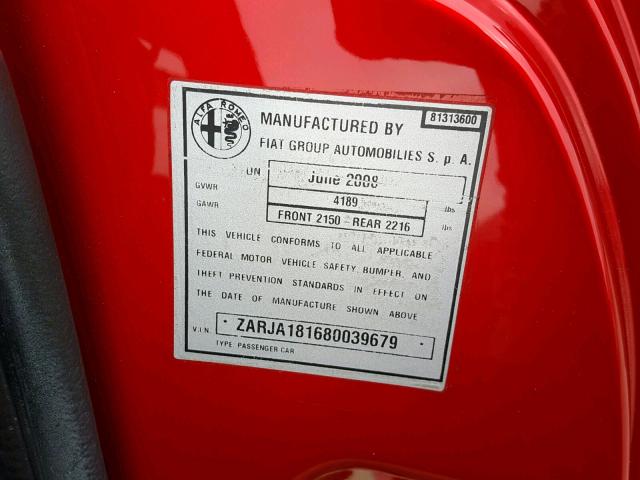 ALFA ROMEO
81313600
MANUFACTURED BY
FIAT GROUP AUTOMOBILIES S. p A.
ON June 2008
GVWR 4189 lbs
GAWR FRONT 2150 - REAR 2216 lbs
THIS VEHICLE CONFORMS TO ALL APPLICABLE
FEDERAL MOTOR VEHICLE SAFETY, BUMPER, AND
THEFT PREVENTION STANDARDS IN EFFECT ON
THE DATE OF MANUFACTURE SHOWN ABOVE
V.I.N. * ZARJA181680039679 *
TYPE: PASSENGER CAR